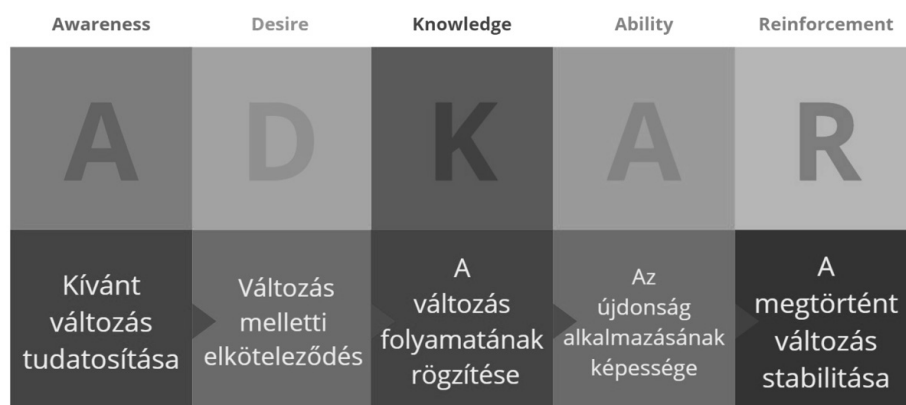 Awareness Desire Knowledge Ability Reinforcement
A D K A R
Kívánt
változás
tudatosítása
Változás
melletti
elköteleződés
A
változás
folyamatának
rögzítése
Az
újdonság
alkalmazásának
képessége
A
megtörtént
változás
stabilitása